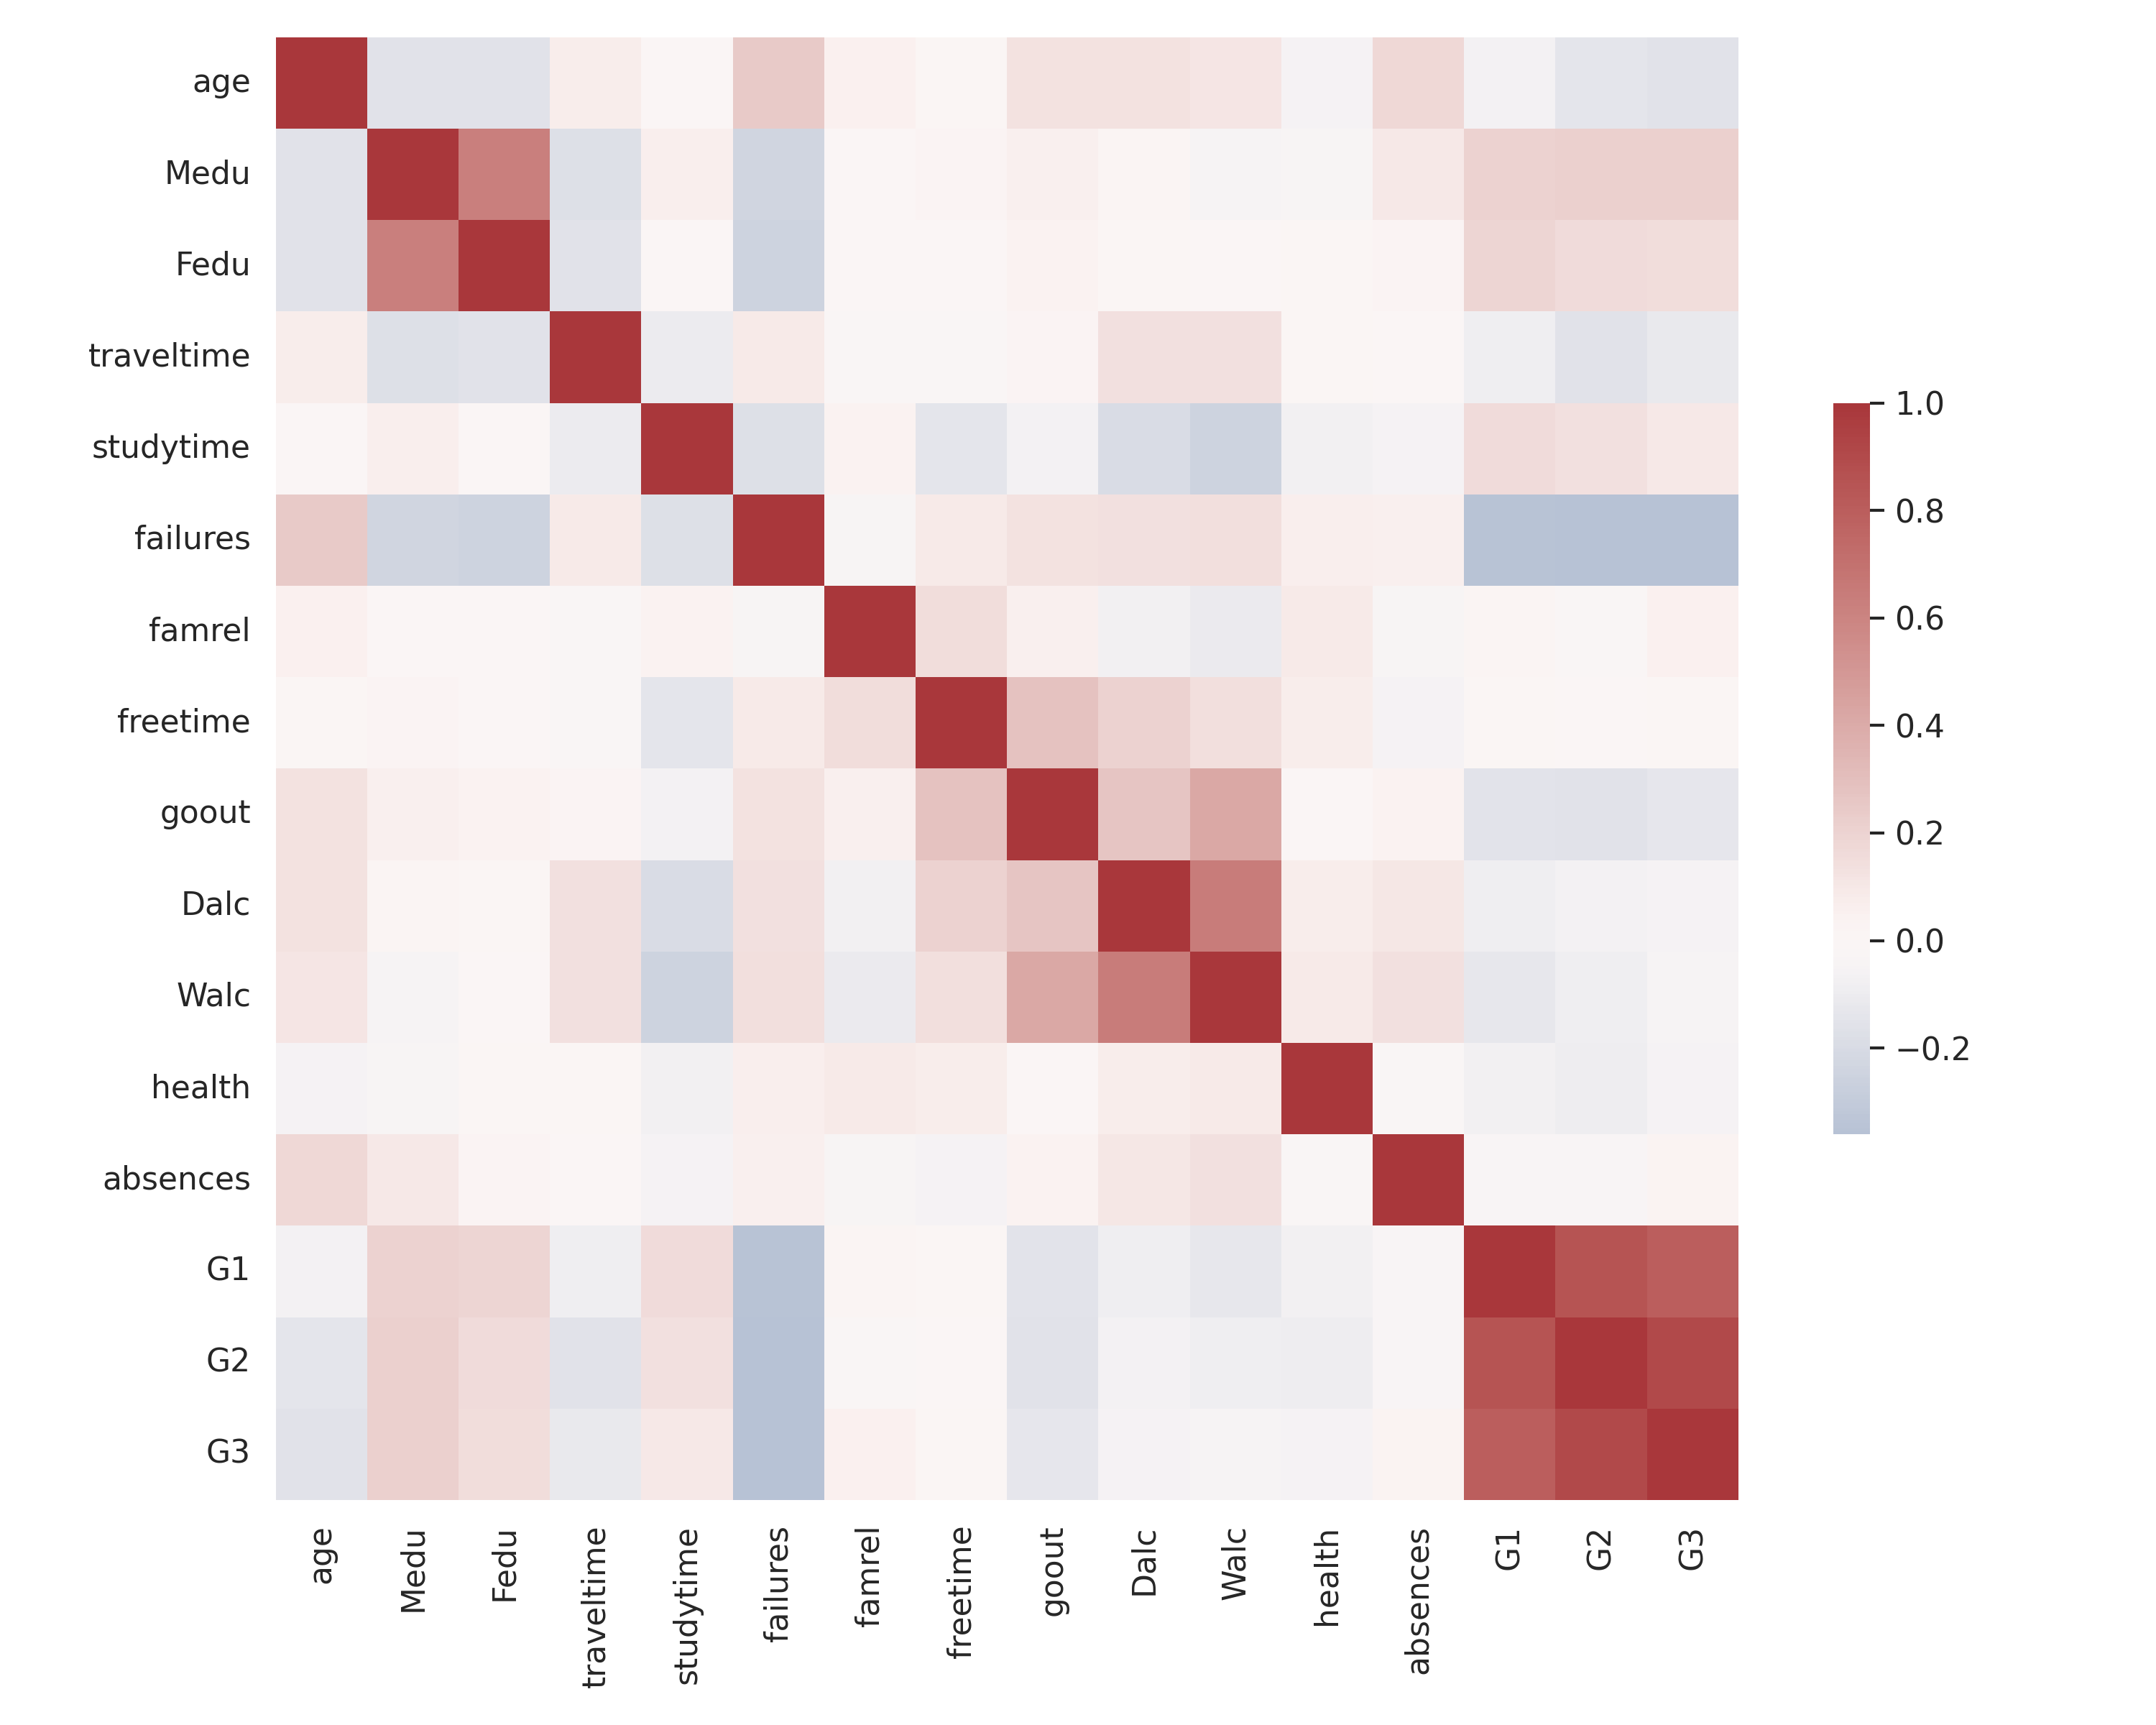 age
Medu
Fedu
traveltime
studytime
failures
famrel
freetime
goout
Dalc
Walc
health
absences
G1
G2
G3
age
Medu
Fedu
traveltime
studytime
failures
famrel
freetime
goout
Dalc
Walc
health
absences
G1
G2
G3
1.0
0.8
0.6
0.4
0.2
0.0
−0.2